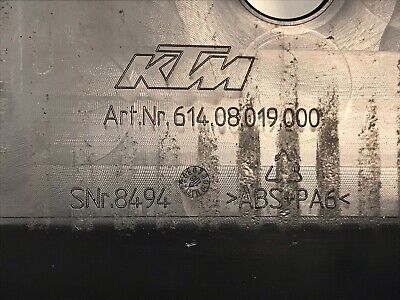 KTM
Art.Nr. 614.08.019.000
SNr.8494
>ABS+PA6<